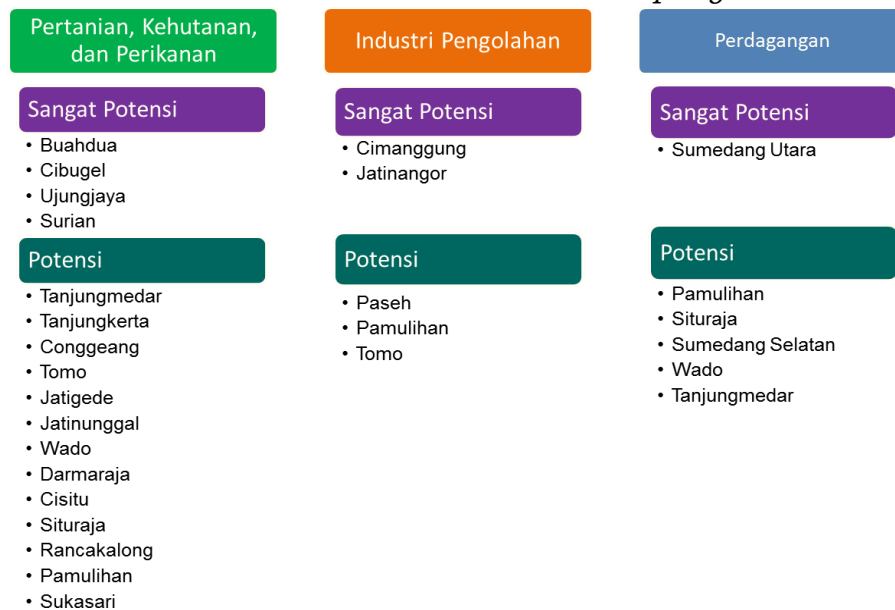 Pertanian, Kehutanan,
dan Perikanan
Sangat Potensi
• Buahdua
• Cibugel
• Ujungjaya
• Surian
Potensi
• Tanjungmedar
• Tanjungkerta
• Conggeang
• Tomo
• Jatigede
• Jatinunggal
• Wado
• Darmaraja
• Cisitu
• Situraja
• Rancakalong
• Pamulihan
• Sukasari
Industri Pengolahan
Sangat Potensi
• Cimanggung
• Jatinangor
Potensi
• Paseh
• Pamulihan
• Tomo
Perdagangan
Sangat Potensi
• Sumedang Utara
Potensi
• Pamulihan
• Situraja
• Sumedang Selatan
• Wado
• Tanjungmedar